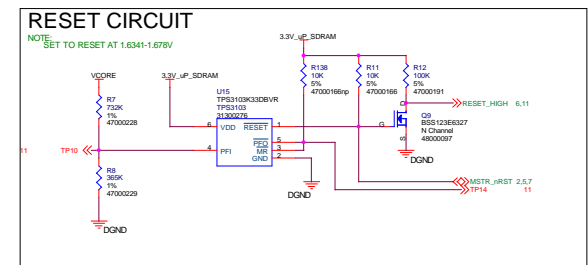 RESET CIRCUIT
NOTE:
SET TO RESET AT 1.6341-1.678V
3.3V_uP_SDRAM
VCORE
3.3V_uP_SDRAM
R138
10K
5%
47000166np
R11
10K
5%
47000166
R12
100K
5%
47000191
U15
TPS3103K33DBVR
TPS3103
31300276
R7
732K
1%
47000228
6
VDD
RESET
1
PFO
5
MR
3
GND
2
4
PFI
D
G
S
RESET_HIGH 6,11
Q9
BSS123E6327
N Channel
48000097
DGND
11
TP10
R8
365K
1%
47000229
DGND
DGND
MSTR_nRST 2,5,7
TP14 11